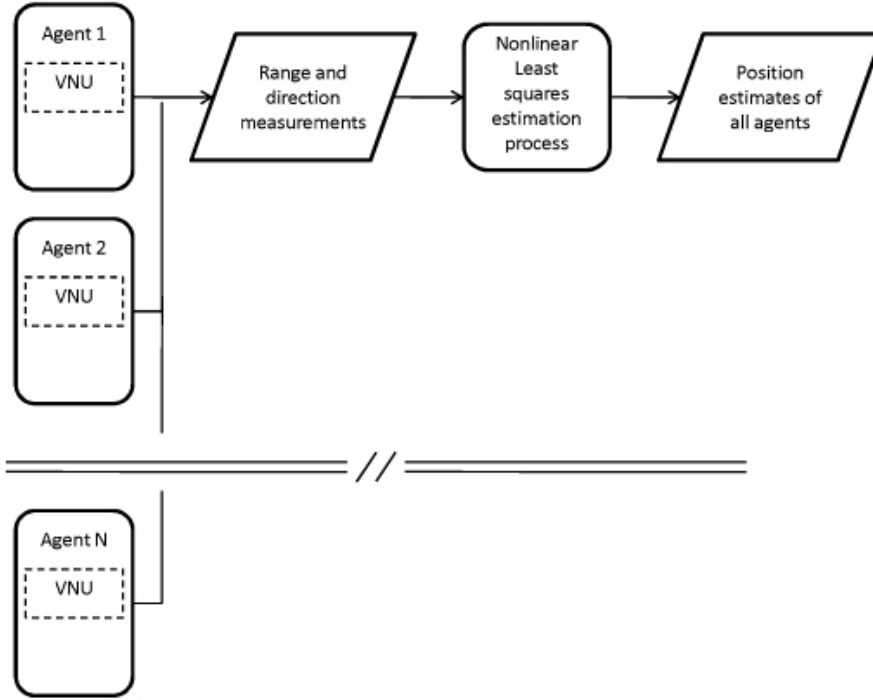 Agent 1
VNU
Range and
direction
measurements
Nonlinear
Least
squares
estimation
process
Position
estimates of
all agents
Agent 2
VNU
Agent N
VNU